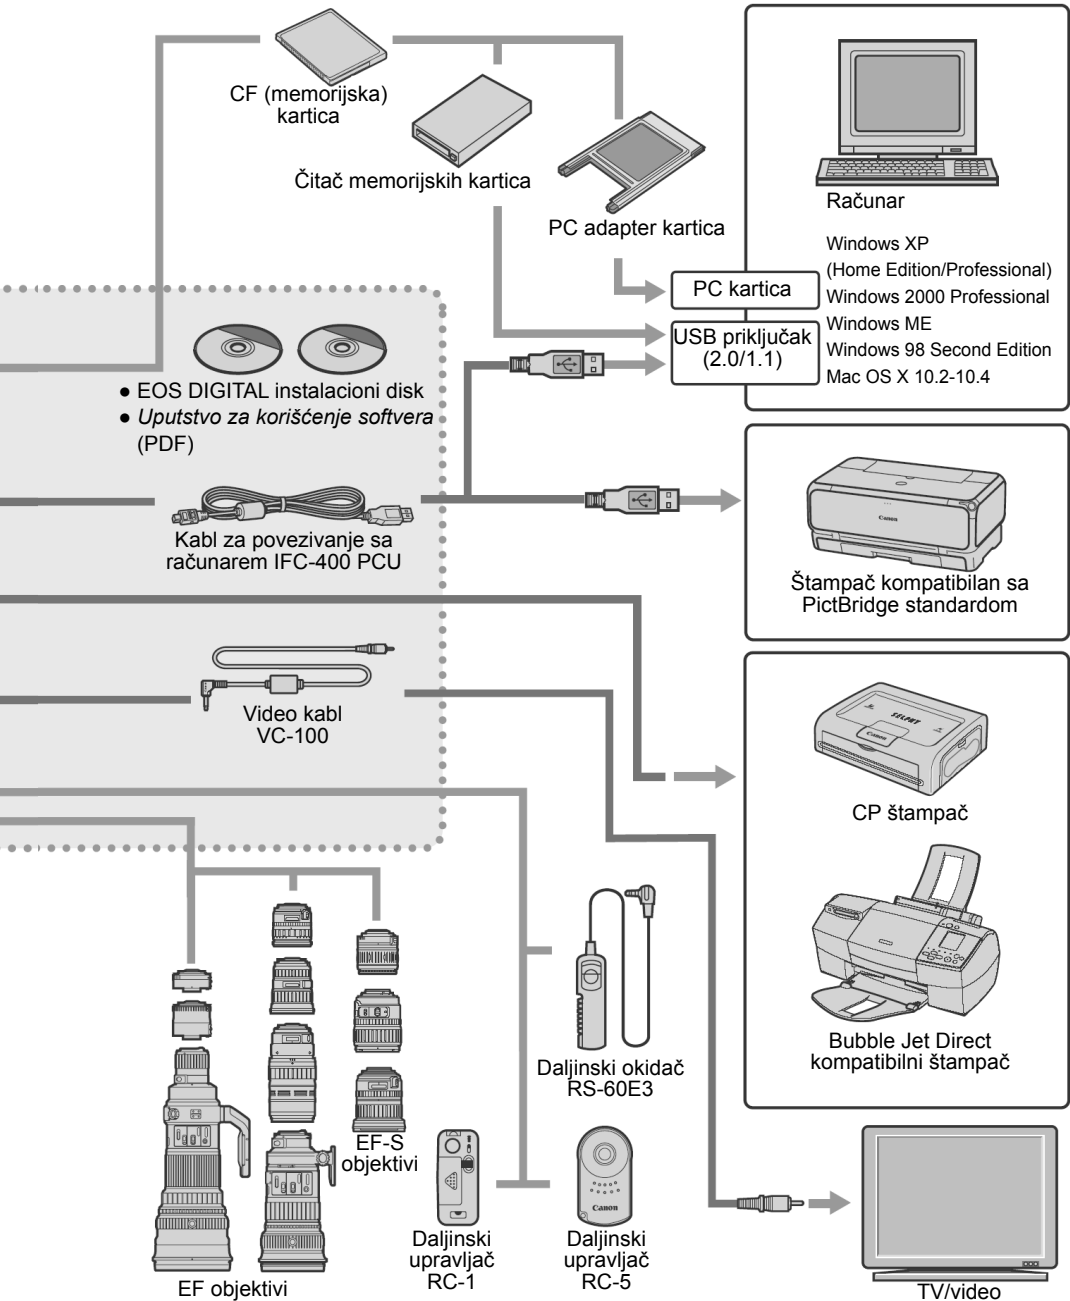 CF (memorijska)
kartica
Čitač memorijskih kartica
PC adapter kartica
Računar
Windows XP
(Home Edition/Professional)
Windows 2000 Professional
Windows ME
Windows 98 Second Edition
Mac OS X 10.2-10.4
PC kartica
USB priključak
(2.0/1.1)
● EOS DIGITAL instalacioni disk
● Uputstvo za korišćenje softvera
(PDF)
Kabl za povezivanje sa
računarem IFC-400 PCU
Canon
Štampač kompatibilan sa
PictBridge standardom
Video kabl
VC-100
SELPHY
Canon
CP štampač
Bubble Jet Direct
kompatibilni štampač
Daljinski okidač
RS-60E3
EF-S
objektivi
Canon
Daljinski
upravljač
RC-1
Daljinski
upravljač
RC-5
EF objektivi
TV/video